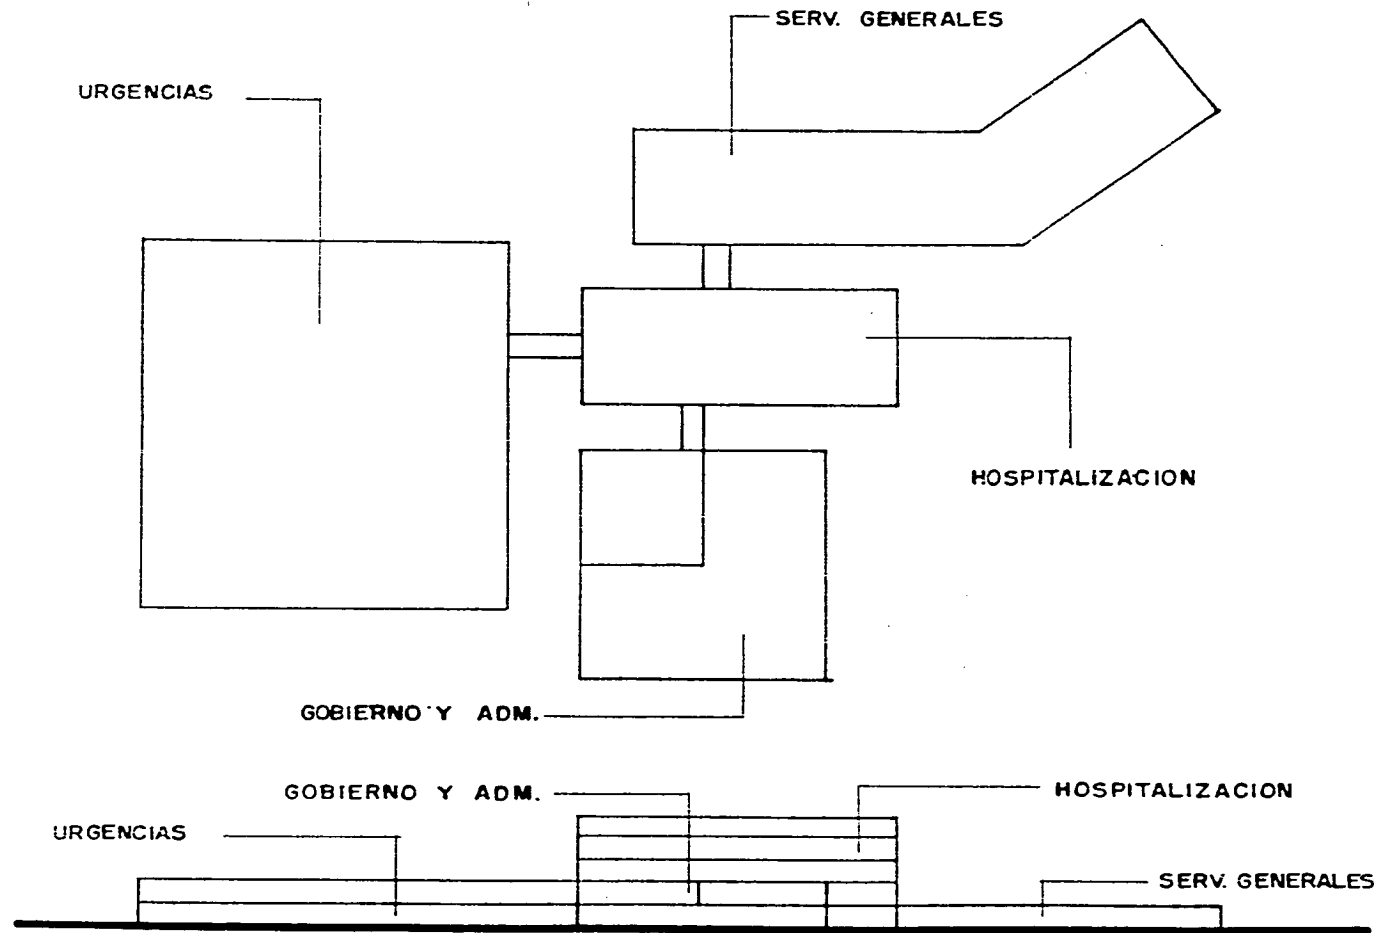 SERV. GENERALES
URGENCIAS
HOSPITALIZACION
GOBIERNO Y ADM.
GOBIERNO Y ADM.
HOSPITALIZACION
URGENCIAS
SERV. GENERALES